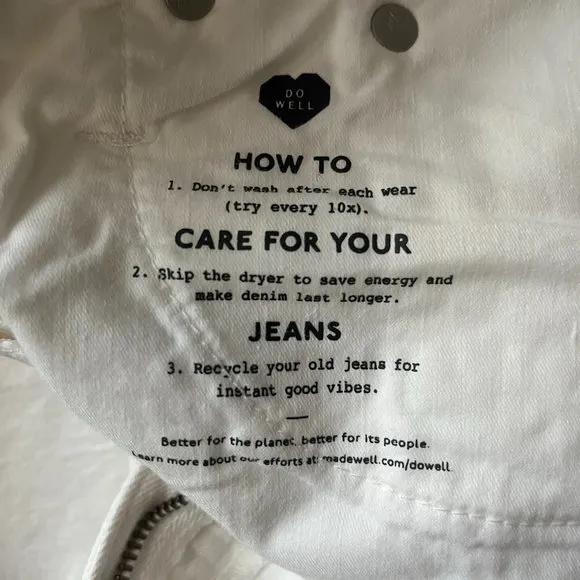 DO
WELL
HOW TO
1. Don't wash after each wear
(try every 10x).
CARE FOR YOUR
2. Skip the dryer to save energy and
make denim last longer.
JEANS
3. Recycle your old jeans for
instant good vibes.
—
Better for the planet, better for its people.
Learn more about our efforts at: madewell.com/dowell